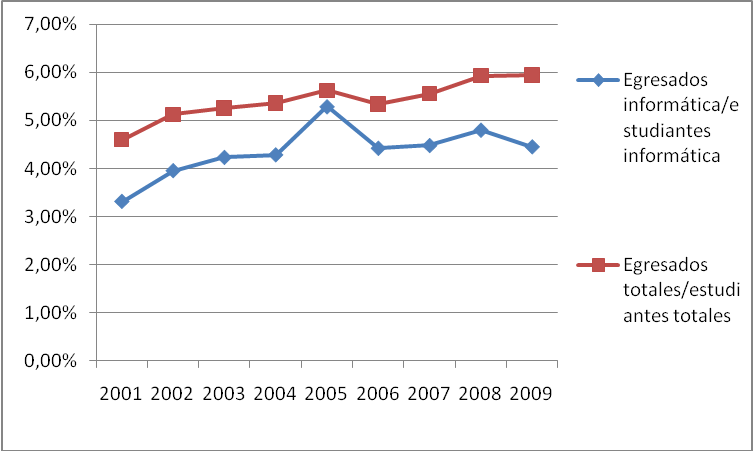 7,00%
6,00%
5,00%
4,00%
3,00%
2,00%
1,00%
0,00%
2001 2002 2003 2004 2005 2006 2007 2008 2009
Egresados
informática/e
studiantes
informática
Egresados
totales/estudi
antes totales